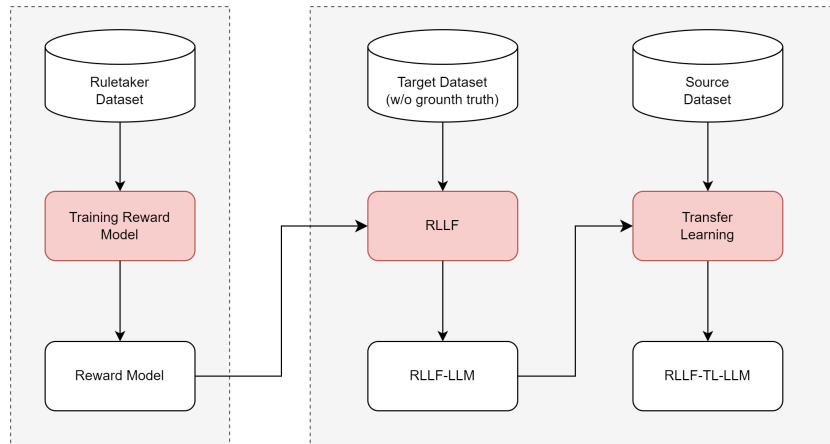 Ruletaker
Dataset
Training Reward
Model
Reward Model
Target Dataset
(w/o grounth truth)
RLLF
RLLF-LLM
Source
Dataset
Transfer
Learning
RLLF-TL-LLM